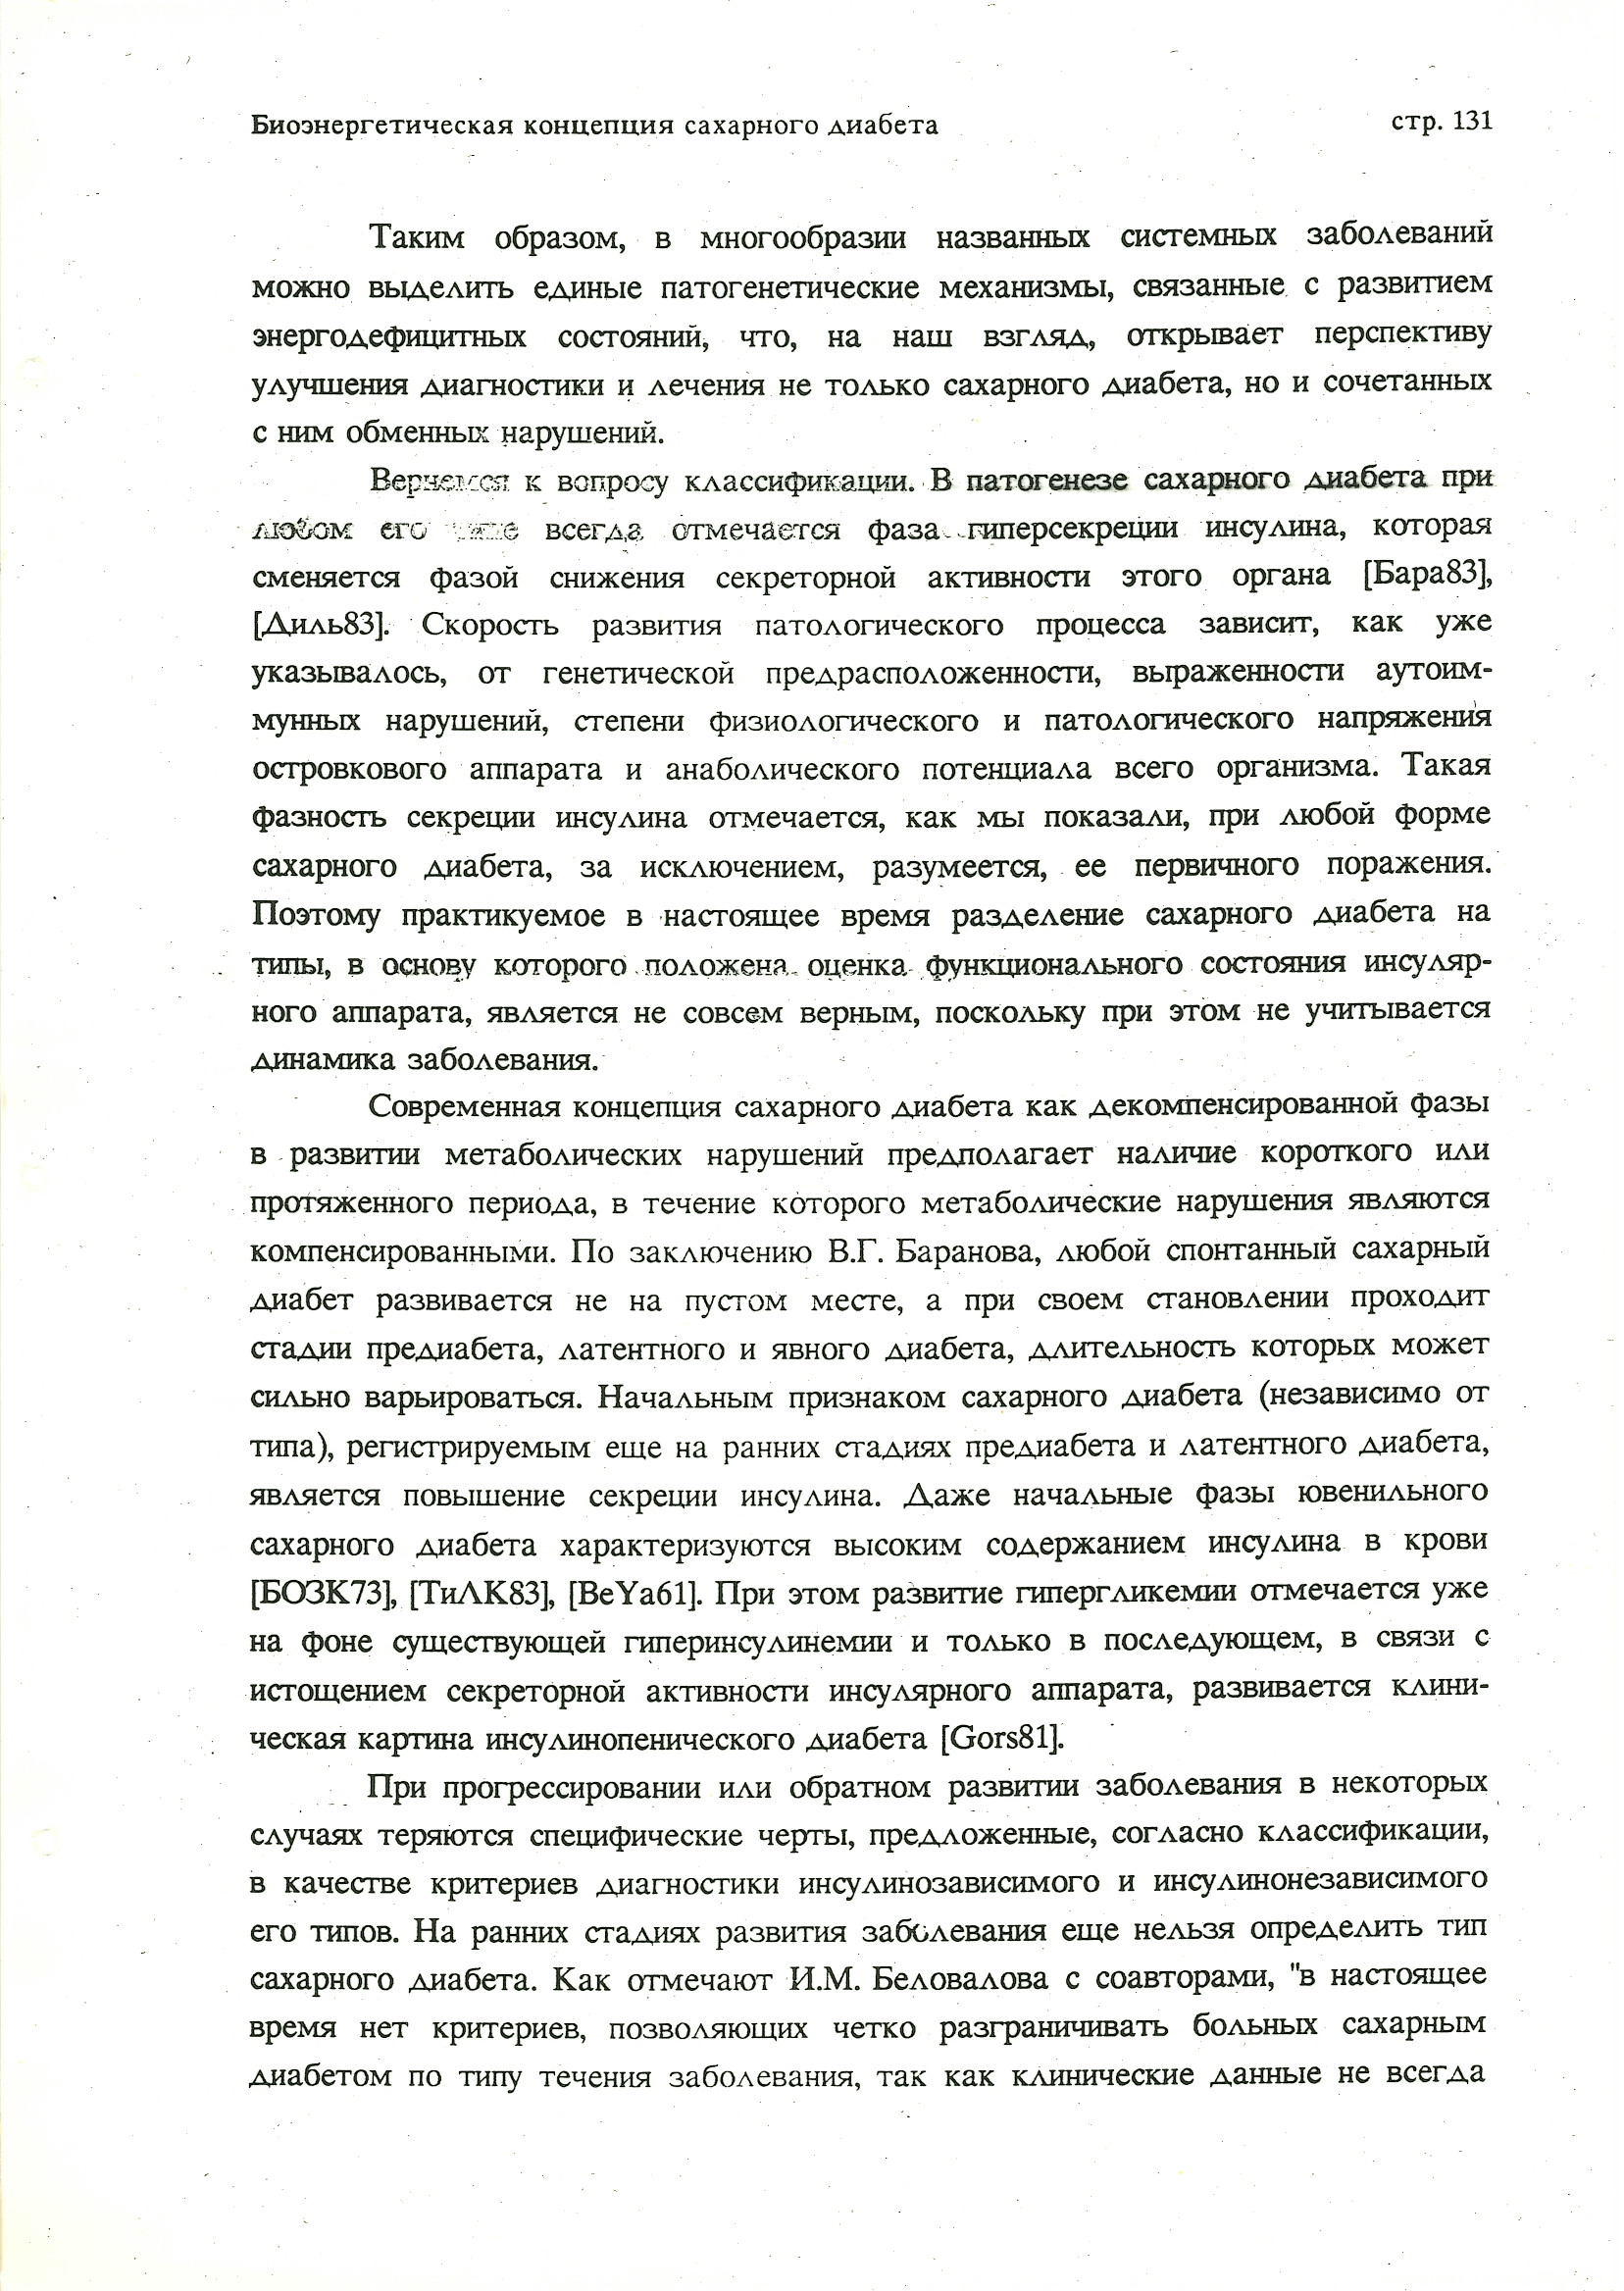 Биоэнергетическая концепция сахарного диабета стр. 131
Таким образом, в многообразии названных системных заболеваний
можно выделить единые патогенетические механизмы, связанные с развитием
энергодефицитных состояний, что, на наш взгляд, открывает перспективу
улучшения диагностики и лечения не только сахарного диабета, но и сочетанных
с ним обменных нарушений.
Вернемся к вопросу классификации. В патогенезе сахарного диабета при
любом его типе всегда отмечается фаза гиперсекреции инсулина, которая
сменяется фазой снижения секреторной активности этого органа [Бара83],
[Диль83]. Скорость развития патологического процесса зависит, как уже
указывалось, от генетической предрасположенности, выраженности аутоим-
мунных нарушений, степени физиологического и патологического напряжения
островкового аппарата и анаболического потенциала всего организма. Такая
фазность секреции инсулина отмечается, как мы показали, при любой форме
сахарного диабета, за исключением, разумеется, ее первичного поражения.
Поэтому практикуемое в настоящее время разделение сахарного диабета на
типы, в основу которого положена оценка функционального состояния инсуляр-
ного аппарата, является не совсем верным, поскольку при этом не учитывается
динамика заболевания.
Современная концепция сахарного диабета как декомпенсированной фазы
в развитии метаболических нарушений предполагает наличие короткого или
протяженного периода, в течение которого метаболические нарушения являются
компенсированными. По заключению В.Г. Баранова, любой спонтанный сахарный
диабет развивается не на пустом месте, а при своем становлении проходит
стадии предиабета, латентного и явного диабета, длительность которых может
сильно варьироваться. Начальным признаком сахарного диабета (независимо от
типа), регистрируемым еще на ранних стадиях предиабета и латентного диабета,
является повышение секреции инсулина. Даже начальные фазы ювенильного
сахарного диабета характеризуются высоким содержанием инсулина в крови
[БОЗК73], [ТиЛК83], [BeYa61]. При этом развитие гипергликемии отмечается уже
на фоне существующей гиперинсулинемии и только в последующем, в связи с
истощением секреторной активности инсулярного аппарата, развивается клини-
ческая картина инсулинопенического диабета [Gors81].
При прогрессировании или обратном развитии заболевания в некоторых
случаях теряются специфические черты, предложенные, согласно классификации,
в качестве критериев диагностики инсулинозависимого и инсулинонезависимого
его типов. На ранних стадиях развития заболевания еще нельзя определить тип
сахарного диабета. Как отмечают И.М. Беловалова с соавторами, "в настоящее
время нет критериев, позволяющих четко разграничивать больных сахарным
диабетом по типу течения заболевания, так как клинические данные не всегда